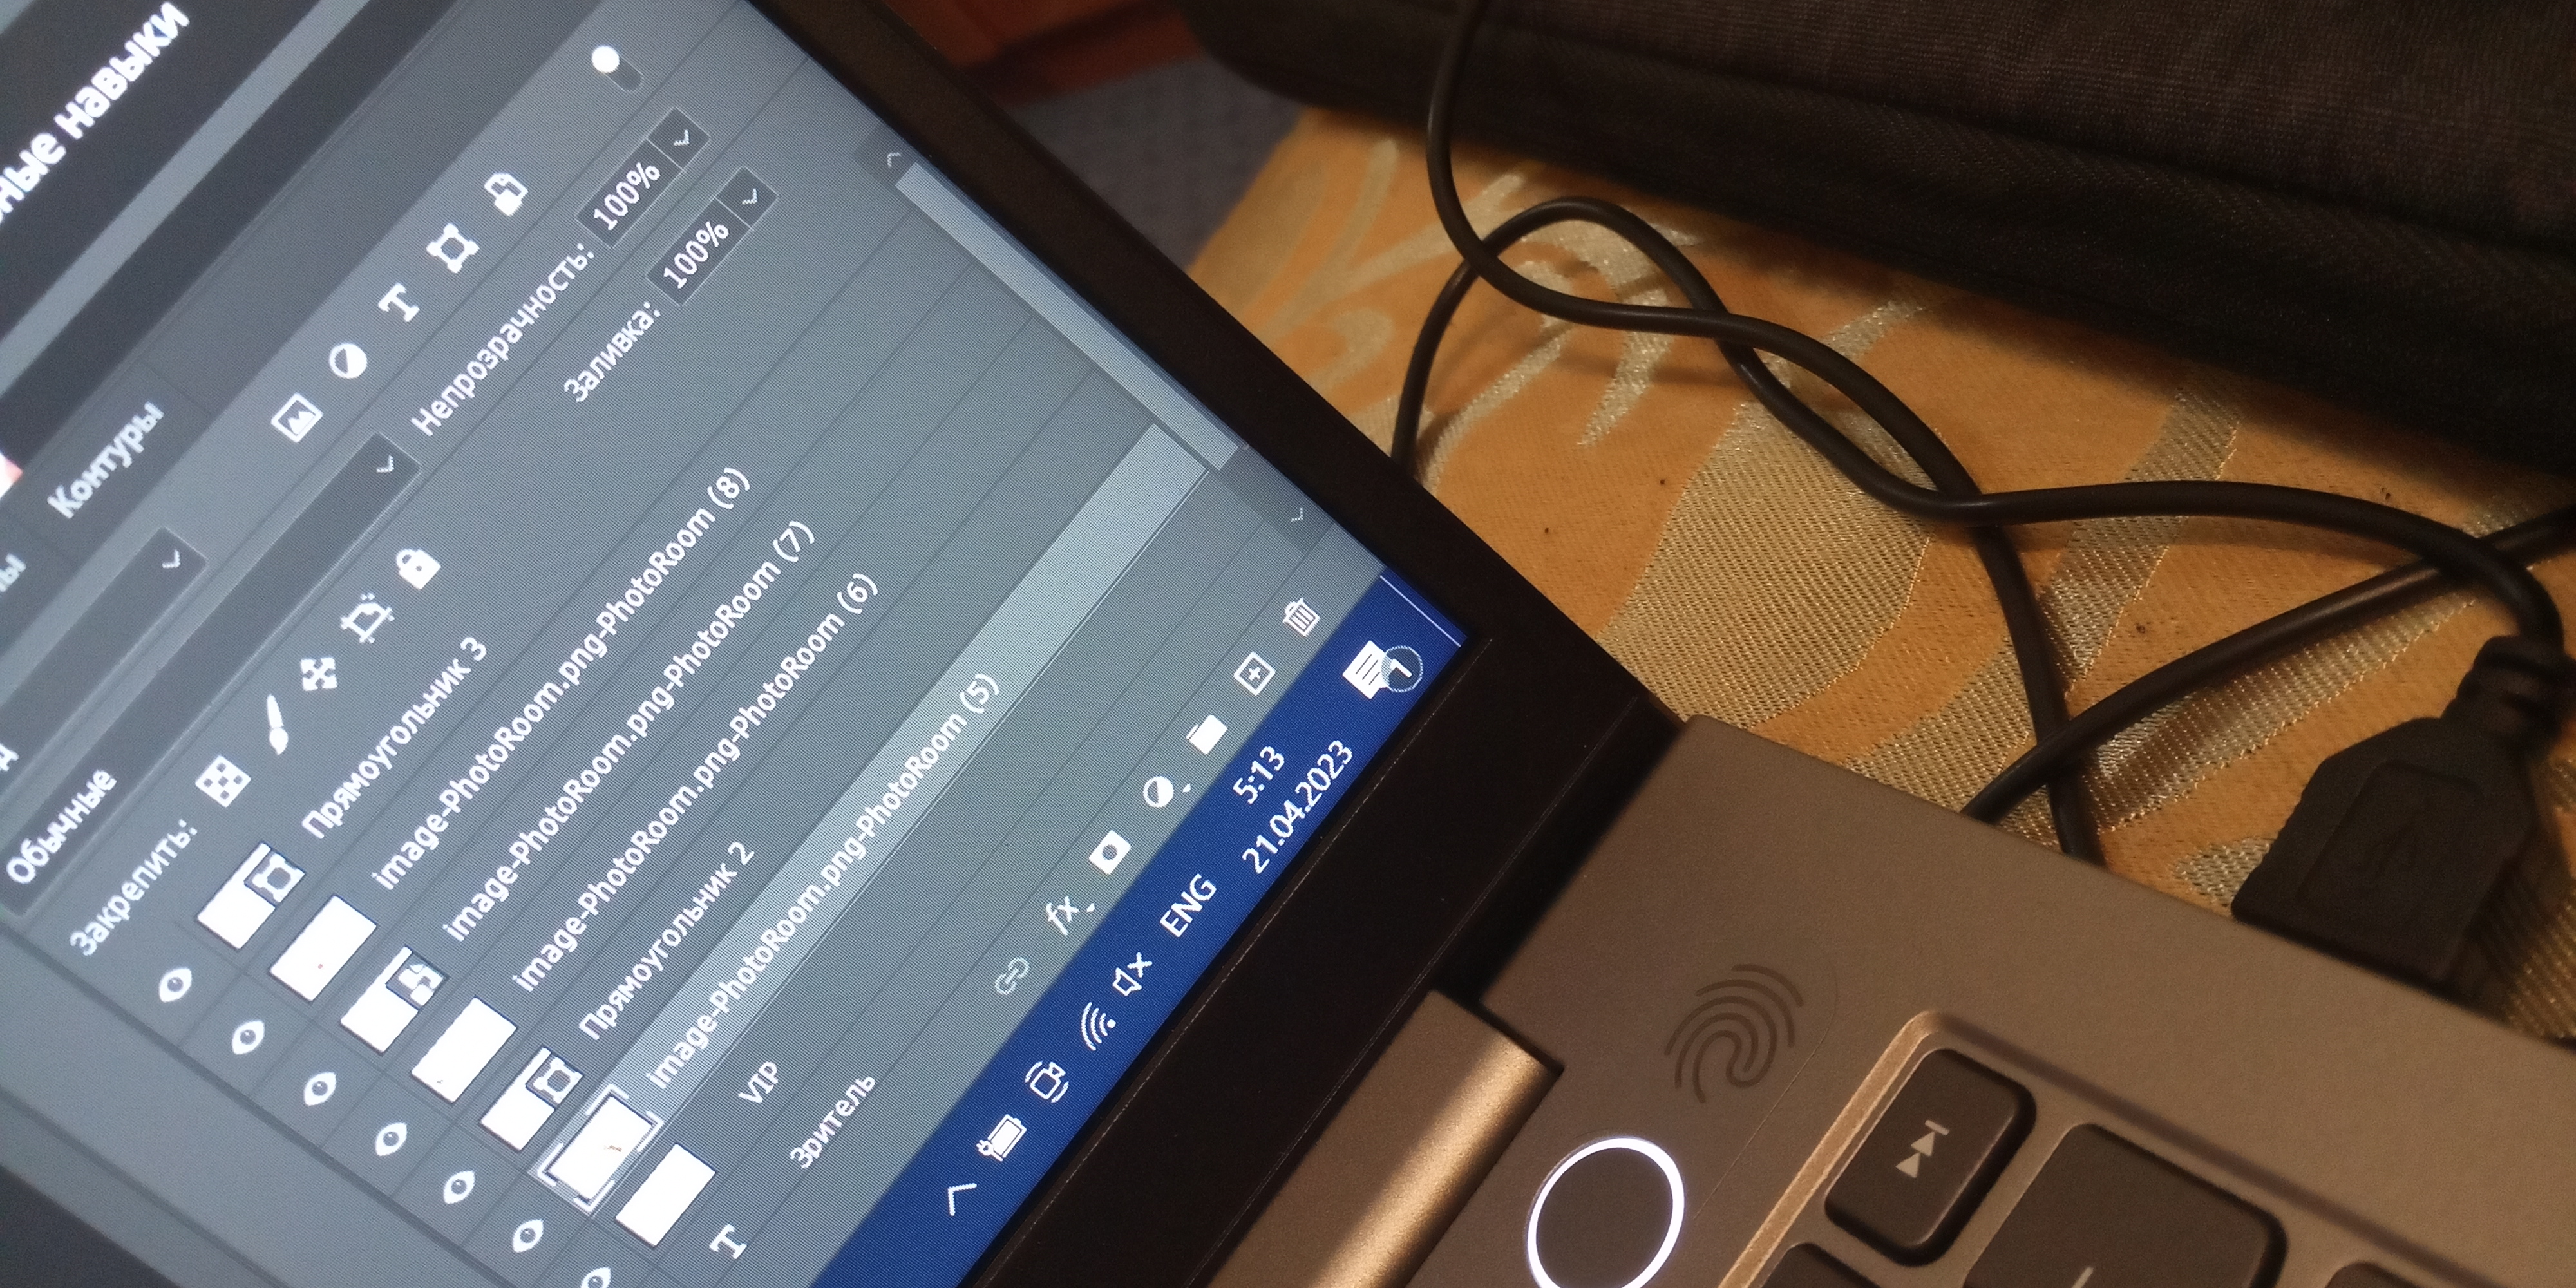 навыки
Контуры
Обычные
Непрозрачность: 100%
Закрепить:
Заливка: 100%
Прямоугольник 3
image-PhotoRoom.png-PhotoRoom (8)
image-PhotoRoom.png-PhotoRoom (7)
image-PhotoRoom.png-PhotoRoom (6)
Прямоугольник 2
image-PhotoRoom.png-PhotoRoom (5)
VIP
T Зритель
fx
ENG
5:13
21.04.2023
1